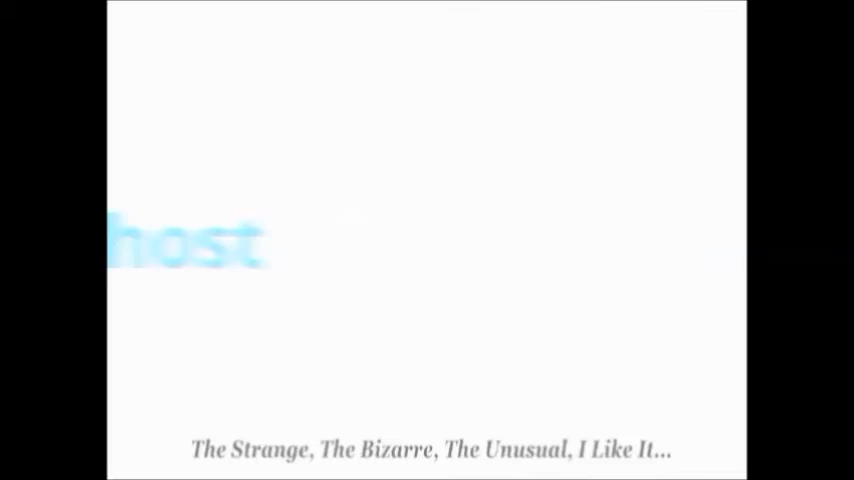 host
The Strange, The Bizarre, The Unusual, I Like It...